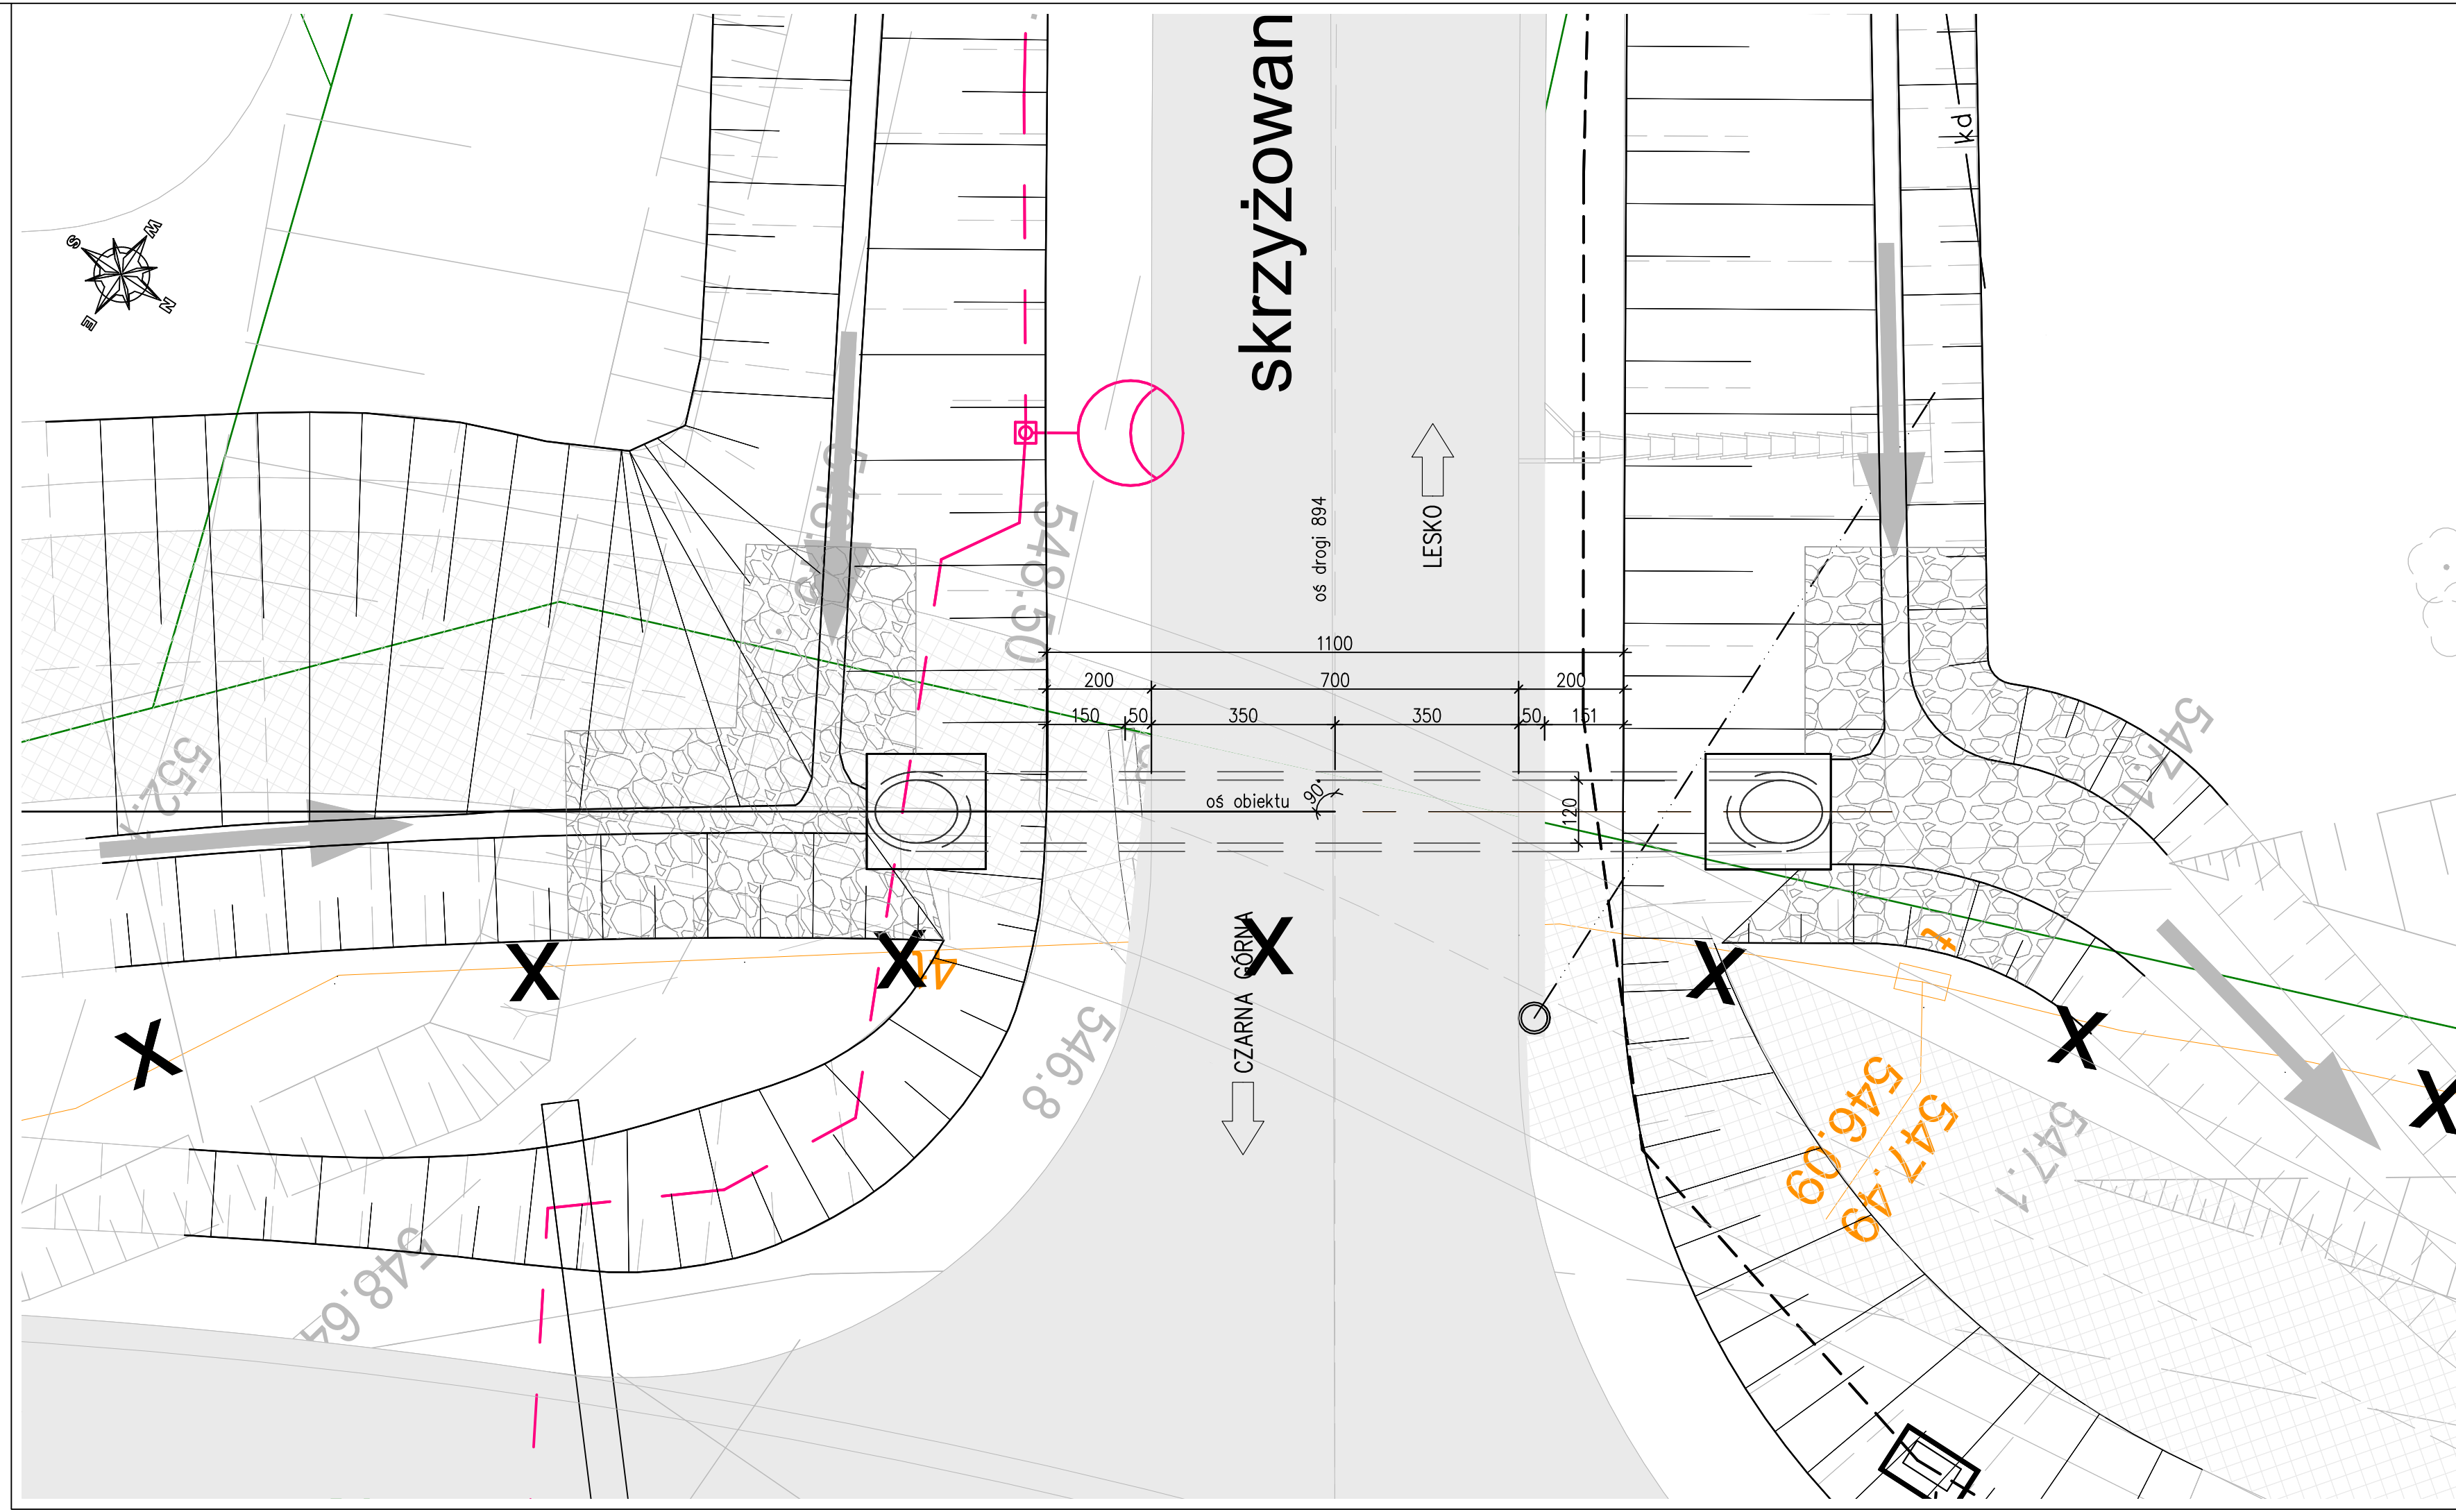 skrzyżowan
kd
S
W
N
E
548.50
oś drogi 894
LESKO
1100
200
700
200
150
50
350
350
50
151
552.
547.1
oś obiektu
90°
120
X
X
X
CZARNA GÓRNA
X
X
X
X
t
546.8
546.09
547.49
547.1
548.64